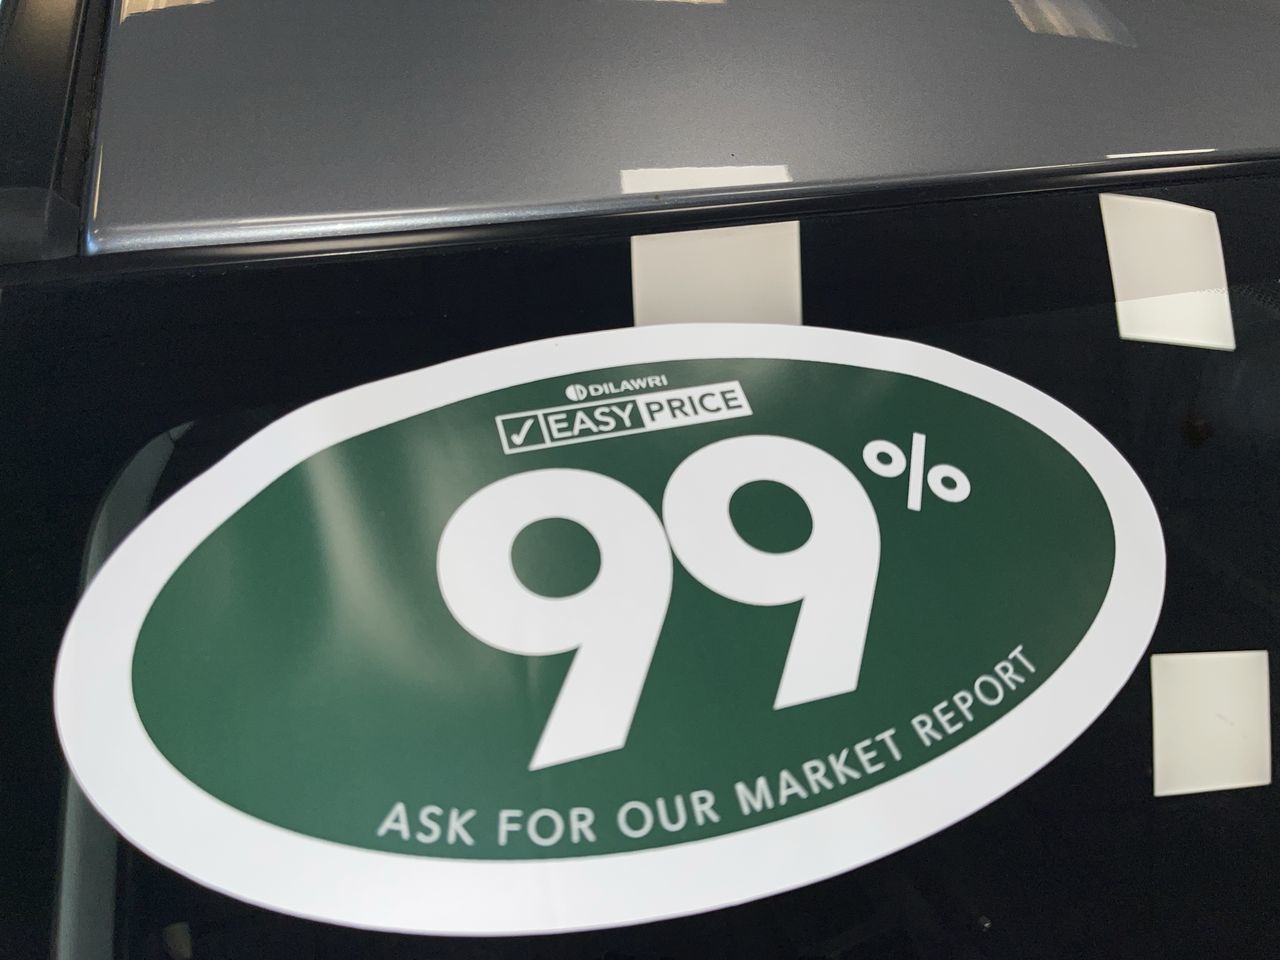 DILAWRI
✓ EASY PRICE
99%
ASK FOR OUR MARKET REPORT